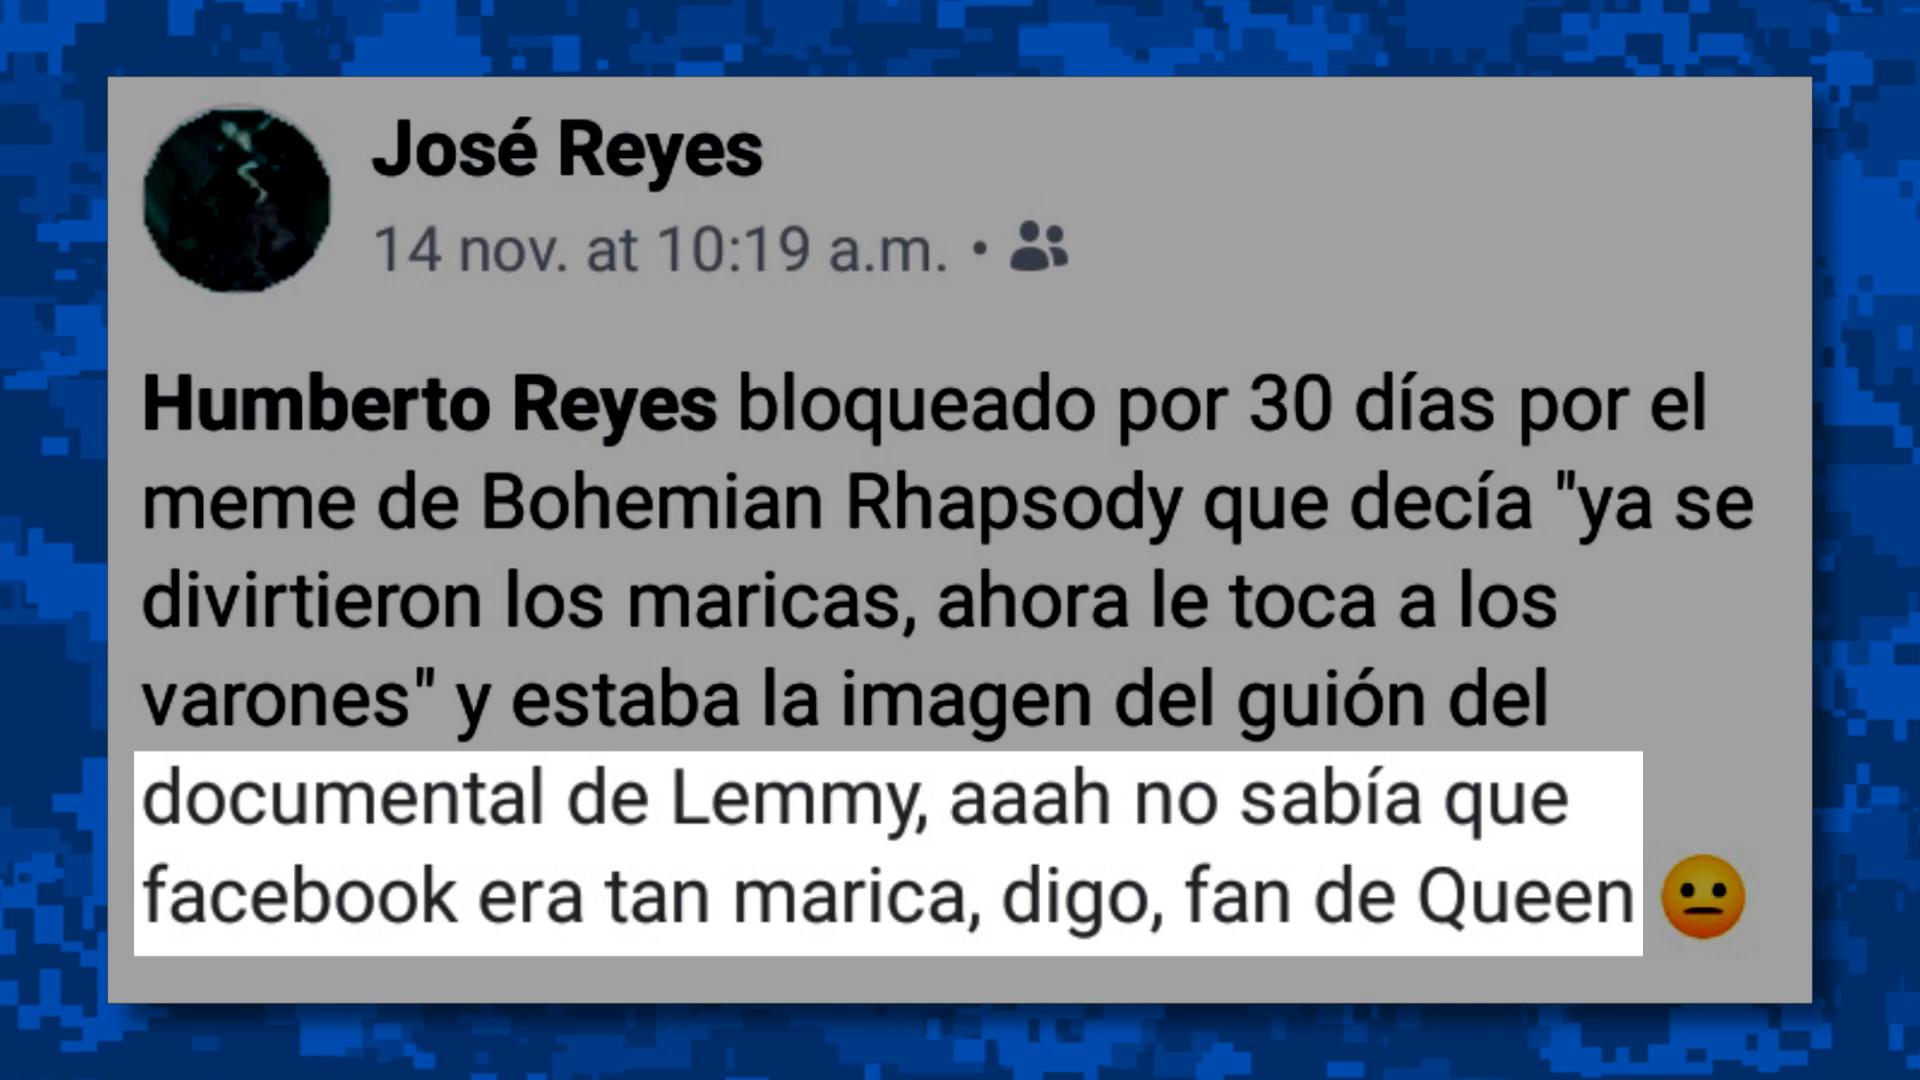 José Reyes
14 nov. at 10:19 a.m. •
Humberto Reyes bloqueado por 30 días por el
meme de Bohemian Rhapsody que decía "ya se
divirtieron los maricas, ahora le toca a los
varones" y estaba la imagen del guión del
documental de Lemmy, aaah no sabía que
facebook era tan marica, digo, fan de Queen 😐